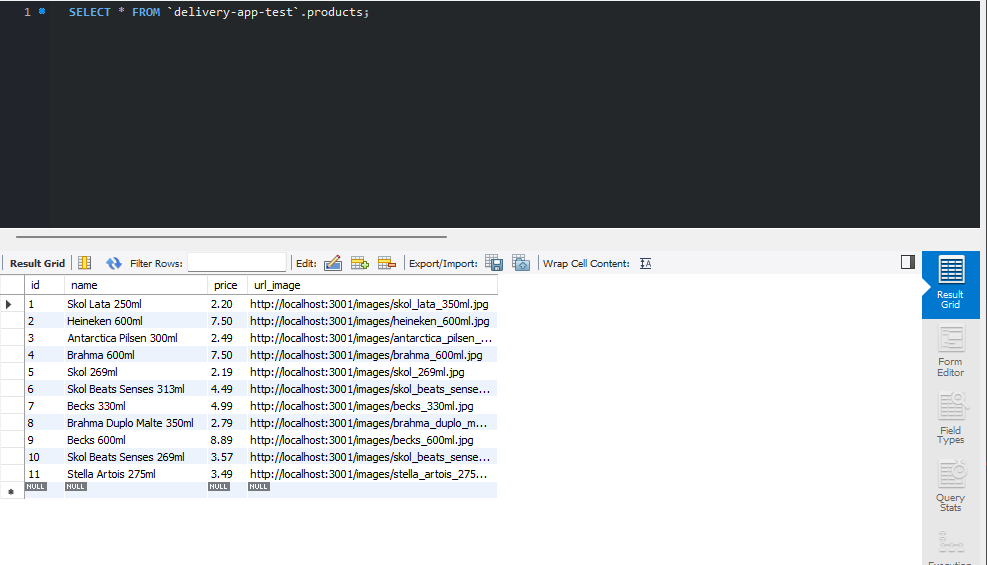 1 SELECT * FROM `delivery-app-test`.products;
Result Grid Filter Rows: Edit: Export/Import: Wrap Cell Content: IA
id name price url_image
1 Skol Lata 250ml 2.20 http://localhost:3001/images/skol_lata_350ml.jpg
2 Heineken 600ml 7.50 http://localhost:3001/images/heineken_600ml.jpg
3 Antarctica Pilsen 300ml 2.49 http://localhost:3001/images/antarctica_pilsen_...
4 Brahma 600ml 7.50 http://localhost:3001/images/brahma_600ml.jpg
5 Skol 269ml 2.19 http://localhost:3001/images/skol_269ml.jpg
6 Skol Beats Senses 313ml 4.49 http://localhost:3001/images/skol_beats_sense...
7 Becks 330ml 4.99 http://localhost:3001/images/becks_330ml.jpg
8 Brahma Duplo Malte 350ml 2.79 http://localhost:3001/images/brahma_duplo_m...
9 Becks 600ml 8.89 http://localhost:3001/images/becks_600ml.jpg
10 Skol Beats Senses 269ml 3.57 http://localhost:3001/images/skol_beats_sense...
11 Stella Artois 275ml 3.49 http://localhost:3001/images/stella_artois_275...
NULL NULL NULL NULL
Result
Grid
Form
Editor
Field
Types
Query
Stats
Execution